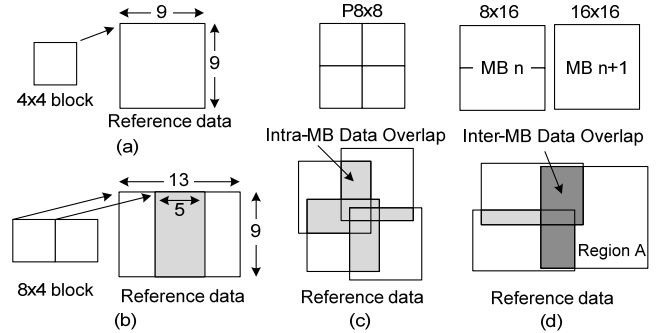 9
9
4x4 block
Reference data
(a)
13
5
9
8x4 block
Reference data
(b)
P8x8
Intra-MB Data Overlap
Reference data
(c)
8x16
16x16
MB n
MB n+1
Inter-MB Data Overlap
Region A
Reference data
(d)